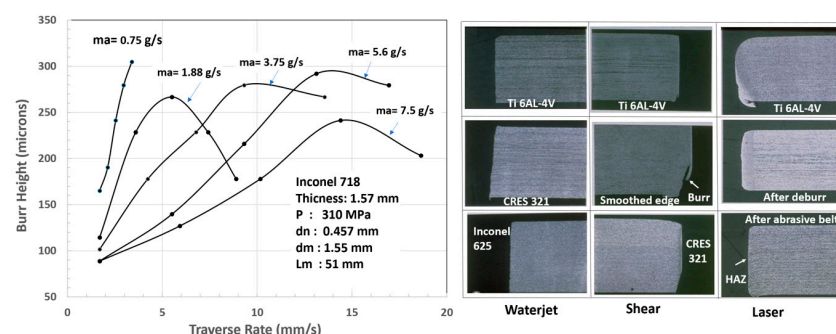 Burr Height (microns)
350
300
250
200
150
100
50
0
5
10
15
20
Traverse Rate (mm/s)
ma= 0.75 g/s
ma= 1.88 g/s
ma= 3.75 g/s
ma= 5.6 g/s
ma= 7.5 g/s
Inconel 718
Thicness: 1.57 mm
P : 310 MPa
dn : 0.457 mm
dm : 1.55 mm
Lm : 51 mm
Ti 6AL-4V
Ti 6AL-4V
Ti 6AL-4V
CRES 321
Smoothed edge
Burr
After deburr
Inconel
625
CRES
321
After abrasive belt
HAZ
Waterjet
Shear
Laser